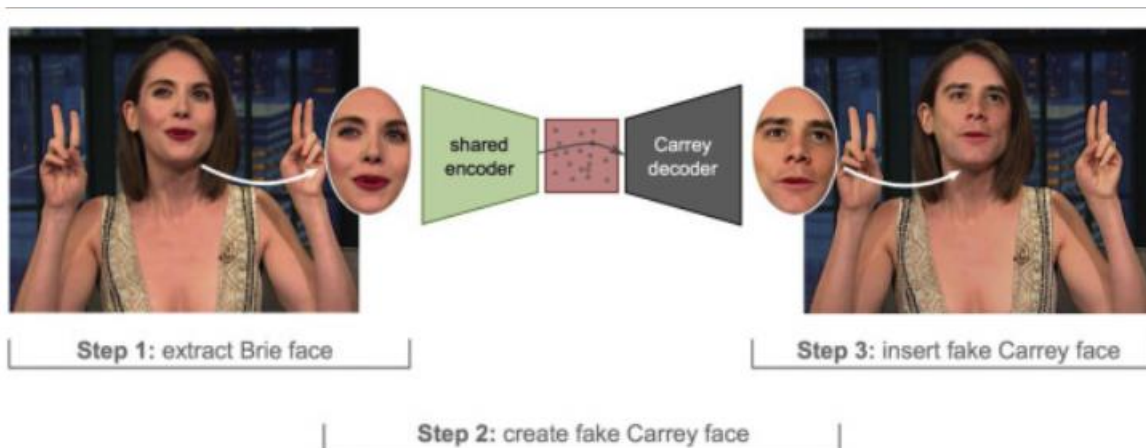 shared
encoder
Carrey
decoder
Step 1: extract Brie face
Step 3: insert fake Carrey face
Step 2: create fake Carrey face